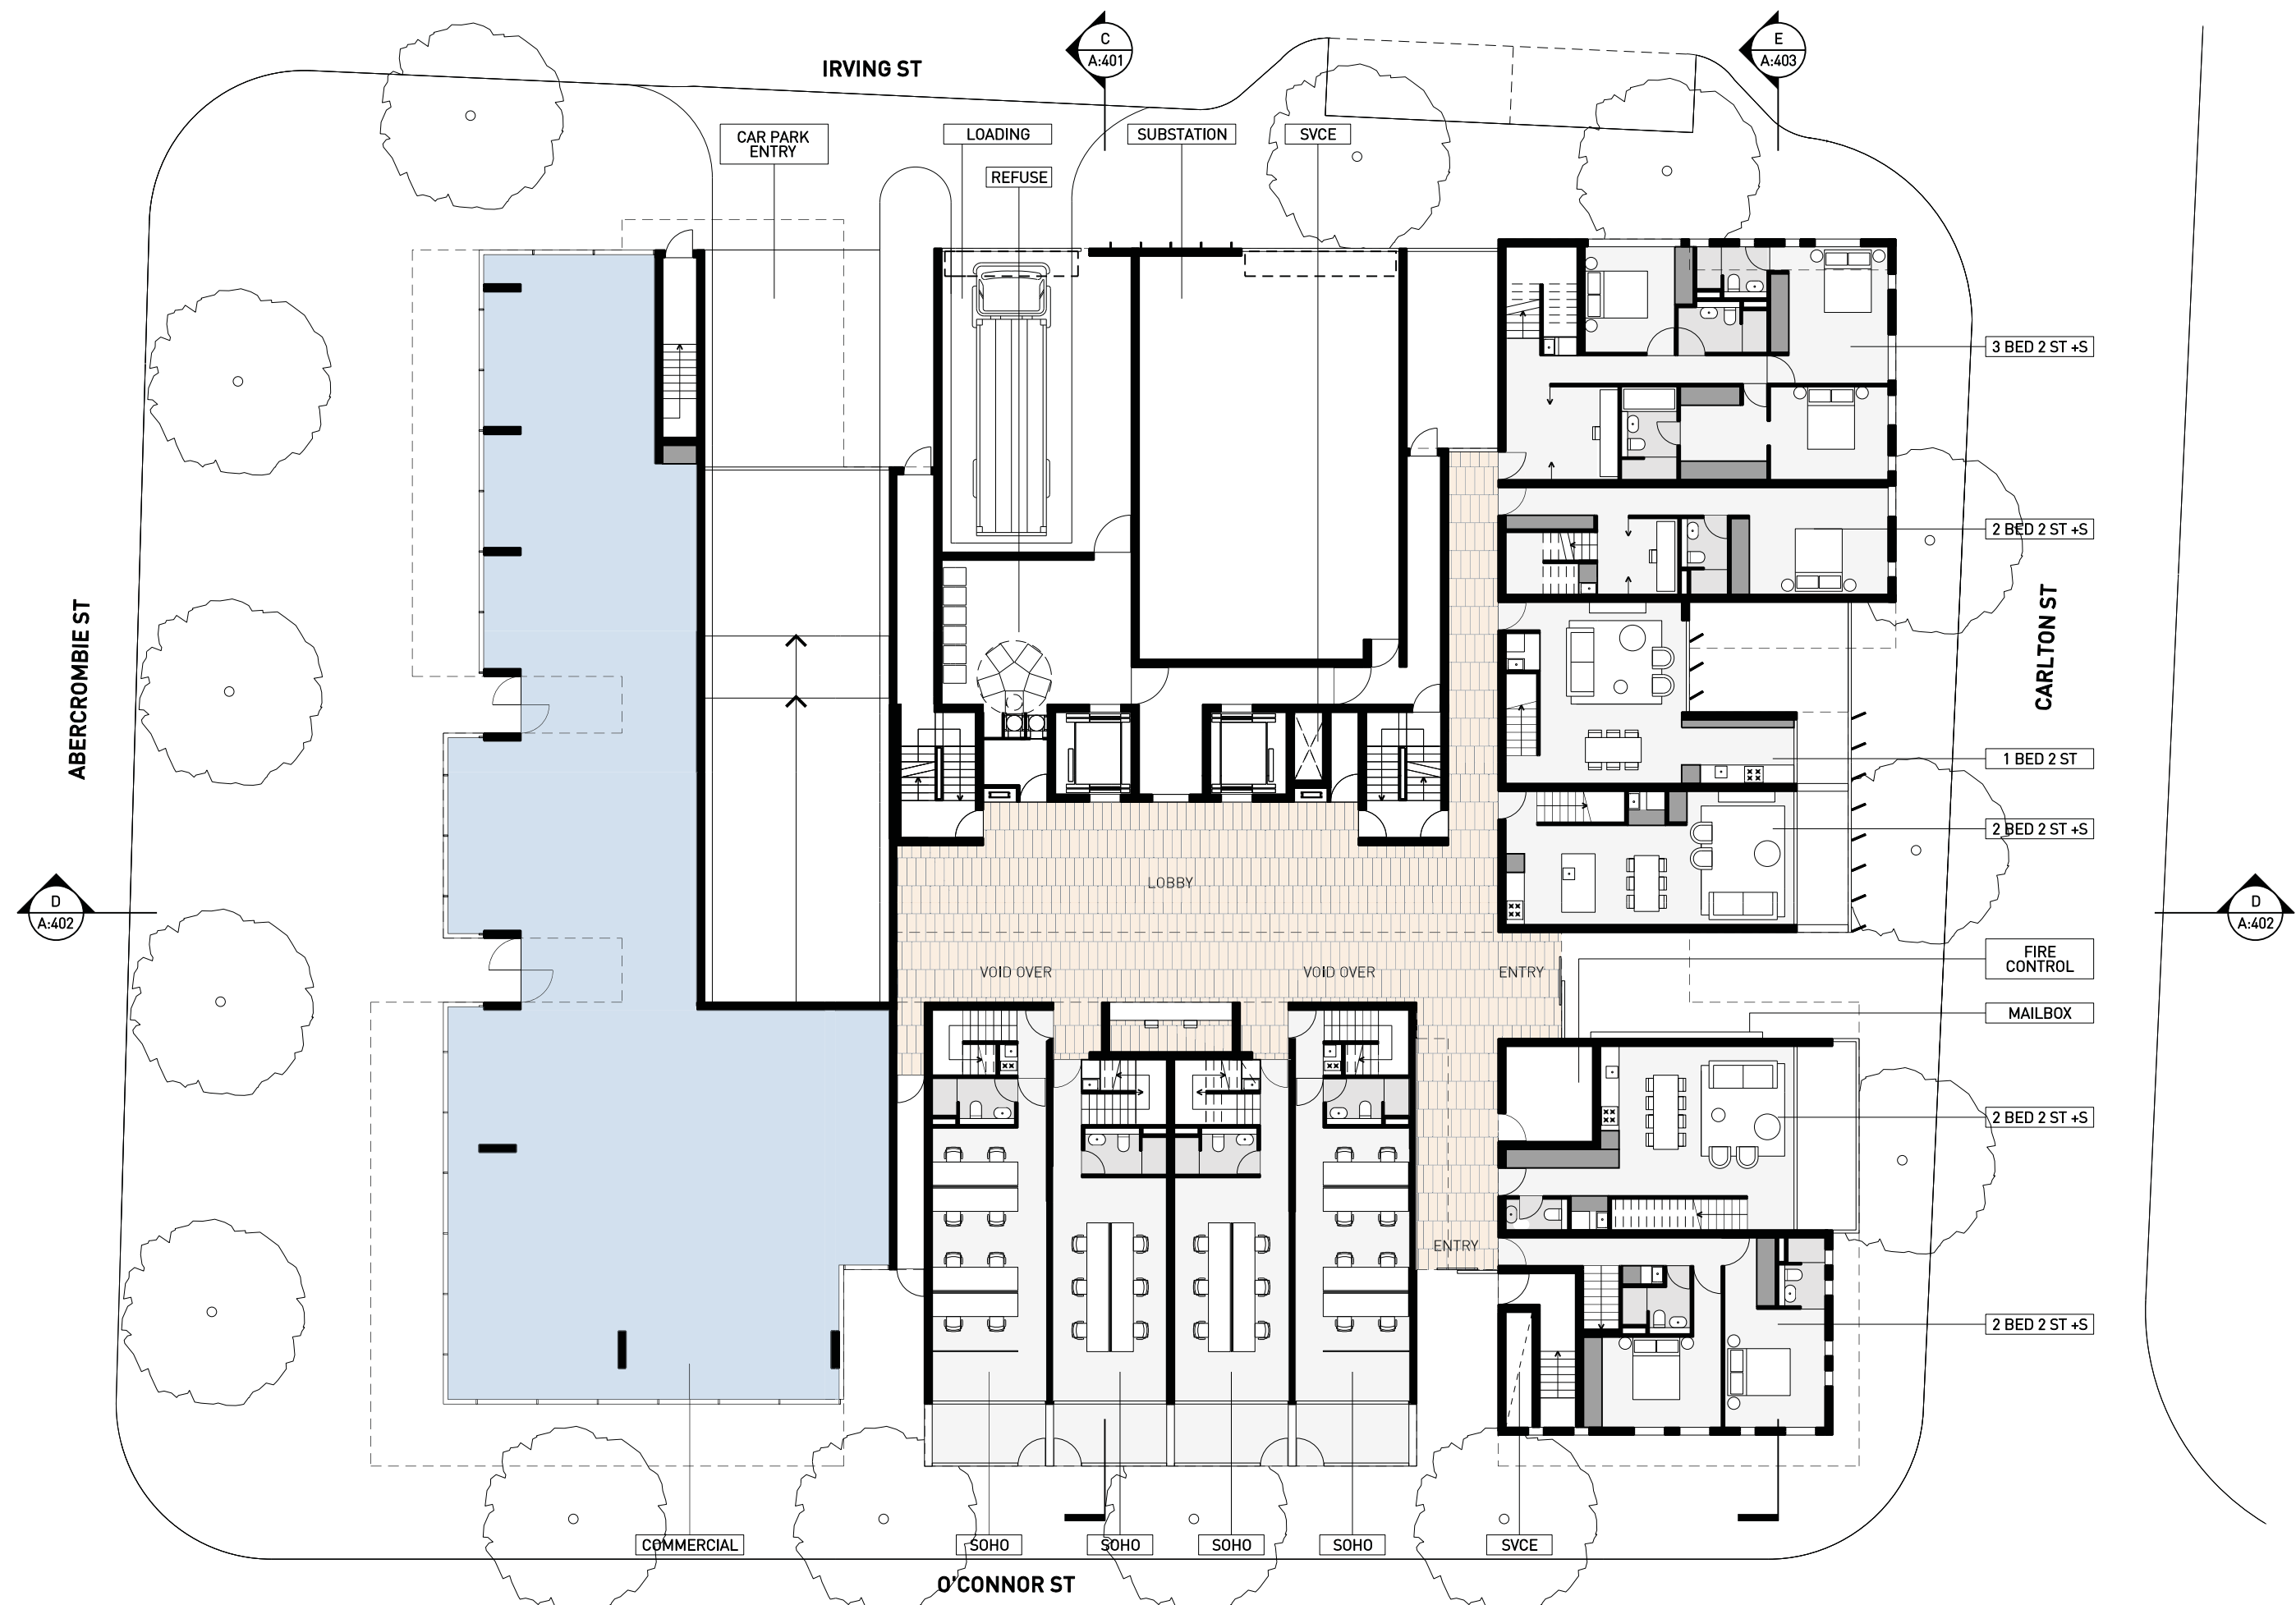 C
A:401
E
A:403
IRVING ST
CAR PARK
ENTRY
LOADING
SUBSTATION
SVCE
REFUSE
3 BED 2 ST +S
2 BED 2 ST +S
ABERCROMBIE ST
CARLTON ST
1 BED 2 ST
2 BED 2 ST +S
LOBBY
D
A:402
D
A:402
VOID OVER
VOID OVER
ENTRY
FIRE
CONTROL
MAILBOX
2 BED 2 ST +S
ENTRY
2 BED 2 ST +S
COMMERCIAL
SOHO
SOHO
SOHO
SOHO
SVCE
O'CONNOR ST